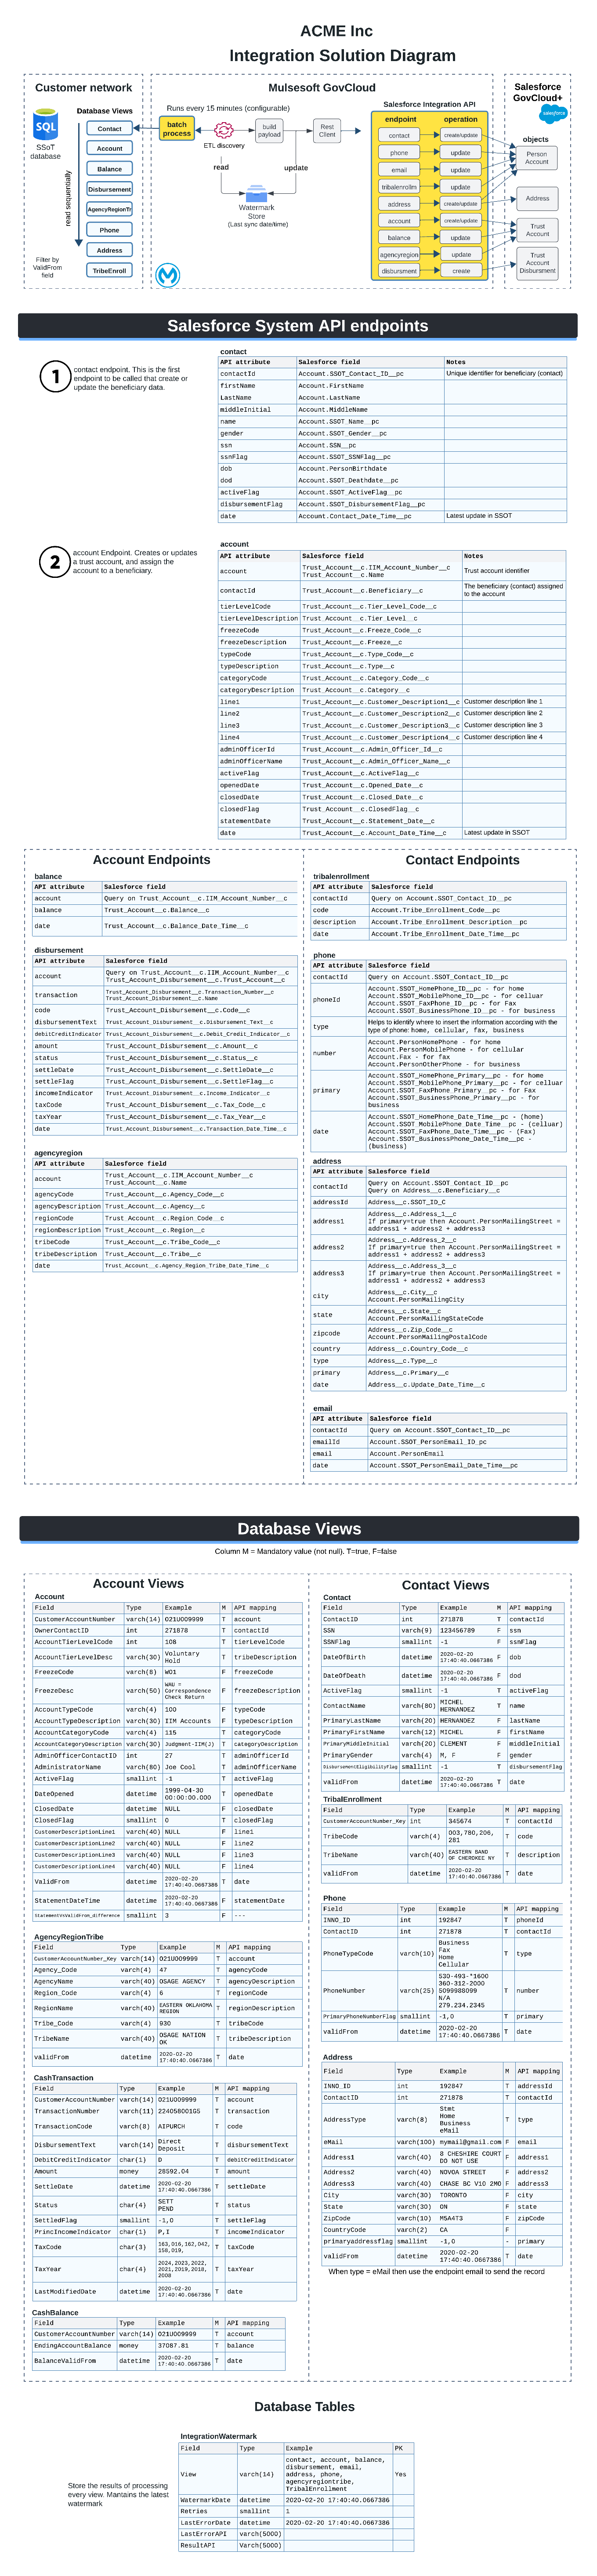 ACME Inc
Integration Solution Diagram
Customer network
Mulsesoft GovCloud
Salesforce
GovCloud+
salesforce
SQL
SSoT
database
Database Views
Contact
Account
Balance
Disbursement
AgencyRegionTr
Phone
Address
TribeEnroll
read sequentially
Filter by
ValidFrom
field
Runs every 15 minutes (configurable)
batch
process
ETL discovery
build
payload
Rest
Client
read
update
Watermark
Store
(Last sync date/time)
Salesforce Integration API
endpoint operation
contact create/update
phone update
email update
tribalenrollm update
address create/update
account create/update
balance update
agencyregion update
disbursment create
objects
Person
Account
Address
Trust
Account
Trust
Account
Disbursment
Salesforce System API endpoints
1
contact endpoint. This is the first
endpoint to be called that create or
update the beneficiary data.
contact
API attribute Salesforce field Notes
contactId Account.SSOT_Contact_ID__pc Unique identifier for beneficiary (contact)
firstName Account.FirstName
LastName Account.LastName
middleInitial Account.MiddleName
name Account.SSOT_Name__pc
gender Account.SSOT_Gender__pc
ssn Account.SSN__pc
ssnFlag Account.SSOT_SSNFlag__pc
dob Account.PersonBirthdate
dod Account.SSOT_Deathdate__pc
activeFlag Account.SSOT_ActiveFlag__pc
disbursementFlag Account.SSOT_DisbursementFlag__pc
date Account.Contact_Date_Time__pc Latest update in SSOT
2
account Endpoint. Creates or updates
a trust account, and assign the
account to a beneficiary.
account
API attribute Salesforce field Notes
account Trust_Account__c.IIM_Account_Number__c Trust account identifier
Trust_Account__c.Name
contactId Trust_Account__c.Beneficiary__c The beneficiary (contact) assigned
to the account
tierLevelCode Trust_Account__c.Tier_Level_Code__c
tierLevelDescription Trust_Account__c.Tier_Level__c
freezeCode Trust_Account__c.Freeze_Code__c
freezeDescription Trust_Account__c.Freeze__c
typeCode Trust_Account__c.Type_Code__c
typeDescription Trust_Account__c.Type__c
categoryCode Trust_Account__c.Category_Code__c
categoryDescription Trust_Account__c.Category__c
line1 Trust_Account__c.Customer_Description1__c Customer description line 1
line2 Trust_Account__c.Customer_Description2__c Customer description line 2
line3 Trust_Account__c.Customer_Description3__c Customer description line 3
line4 Trust_Account__c.Customer_Description4__c Customer description line 4
adminOfficerId Trust_Account__c.Admin_Officer_Id__c
adminOfficerName Trust_Account__c.Admin_Officer_Name__c
activeFlag Trust_Account__c.ActiveFlag__c
openedDate Trust_Account__c.Opened_Date__c
closedDate Trust_Account__c.Closed_Date__c
closedFlag Trust_Account__c.ClosedFlag__c
statementDate Trust_Account__c.Statement_Date__c
date Trust_Account__c.Account_Date_Time__c Latest update in SSOT
Account Endpoints
balance
API attribute Salesforce field
account Query on Trust_Account__c.IIM_Account_Number__c
balance Trust_Account__c.Balance__c
date Trust_Account__c.Balance_Date_Time__c
disbursement
API attribute Salesforce field
account Query on Trust_Account__c.IIM_Account_Number__c
Trust_Account_Disbursement__c.Trust_Account__c
transaction Trust_Account_Disbursement__c.Transaction_Number__c
Trust_Account_Disbursement__c.Name
code Trust_Account_Disbursement__c.Code__c
disbursementText Trust_Account_Disbursement__c.Disbursement_Text__c
debitCreditIndicator Trust_Account_Disbursement__c.Debit_Credit_Indicator__c
amount Trust_Account_Disbursement__c.Amount__c
status Trust_Account_Disbursement__c.Status__c
settleDate Trust_Account_Disbursement__c.SettleDate__c
settleFlag Trust_Account_Disbursement__c.SettleFlag__c
incomeIndicator Trust_Account_Disbursement__c.Income_Indicator__c
taxCode Trust_Account_Disbursement__c.Tax_Code__c
taxYear Trust_Account_Disbursement__c.Tax_Year__c
date Trust_Account_Disbursement__c.Transaction_Date_Time__c
agencyregion
API attribute Salesforce field
account Trust_Account__c.IIM_Account_Number__c
Trust_Account__c.Name
agencyCode Trust_Account__c.Agency_Code__c
agencyDescription Trust_Account__c.Agency__c
regionCode Trust_Account__c.Region_Code__c
regionDescription Trust_Account__c.Region__c
tribeCode Trust_Account__c.Tribe_Code__c
tribeDescription Trust_Account__c.Tribe__c
date Trust_Account__c.Agency_Region_Tribe_Date_Time__c
Contact Endpoints
tribalenrollment
API attribute Salesforce field
contactId Query on Account.SSOT_Contact_ID__pc
code Account.Tribe_Enrollment_Code__pc
description Account.Tribe_Enrollment_Description__pc
date Account.Tribe_Enrollment_Date_Time__pc
phone
API attribute Salesforce field
contactId Query on Account.SSOT_Contact_ID__pc
phoneId Account.SSOT_HomePhone_ID__pc - for home
Account.SSOT_MobilePhone_ID__pc - for celluar
Account.SSOT_FaxPhone_ID__pc - for Fax
Account.SSOT_BusinessPhone_ID__pc - for business
type Helps to identify where to insert the information according with the
type of phone: home, cellular, fax, business
number Account.PersonHomePhone - for home
Account.PersonMobilePhone - for cellular
Account.Fax - for fax
Account.PersonOtherPhone - for business
primary Account.SSOT_HomePhone_Primary__pc - for home
Account.SSOT_MobilePhone_Primary__pc - for celluar
Account.SSOT_FaxPhone_Primary__pc - for Fax
Account.SSOT_BusinessPhone_Primary__pc - for
business
date Account.SSOT_HomePhone_Date_Time__pc - (home)
Account.SSOT_MobilePhone_Date_Time__pc - (celluar)
Account.SSOT_FaxPhone_Date_Time__pc - (Fax)
Account.SSOT_BusinessPhone_Date_Time__pc -
(business)
address
API attribute Salesforce field
contactId Query on Account.SSOT_Contact_ID__pc
Query on Address__c.Beneficiary__c
addressId Address__c.SSOT_ID_C
address1 Address__c.Address_1__c
If primary=true then Account.PersonMailingStreet =
address1 + address2 + address3
address2 Address__c.Address_2__c
If primary=true then Account.PersonMailingStreet =
address1 + address2 + address3
address3 Address__c.Address_3__c
If primary=true then Account.PersonMailingStreet =
address1 + address2 + address3
city Address__c.City__c
Account.PersonMailingCity
state Address__c.State__c
Account.PersonMailingStateCode
zipcode Address__c.Zip_Code__c
Account.PersonMailingPostalCode
country Address__c.Country_Code__c
type Address__c.Type__c
primary Address__c.Primary__c
date Address__c.Update_Date_Time__c
email
API attribute Salesforce field
contactId Query on Account.SSOT_Contact_ID__pc
emailId Account.SSOT_PersonEmail_ID_pc
email Account.PersonEmail
date Account.SSOT_PersonEmail_Date_Time__pc
Database Views
Column M = Mandatory value (not null). T=true, F=false
Account Views
Account
Field Type Example M API mapping
CustomerAccountNumber varch(14) 021U009999 T account
OwnerContactID int 271878 T contactId
AccountTierLevelCode int 108 T tierLevelCode
AccountTierLevelDesc varch(30) Voluntary
Hold T tribeDescription
FreezeCode varch(8) W01 F freezeCode
FreezeDesc varch(50) WAU =
Correspondence
Check Return F freezeDescription
AccountTypeCode varch(4) 100 F typeCode
AccountTypeDescription varch(30) IIM Accounts F typeDescription
AccountCategoryCode varch(4) 115 T categoryCode
AccountCategoryDescription varch(30) Judgment-IIM(J) T categoryDescription
AdminOfficerContactID int 27 T adminOfficerId
AdministratorName varch(80) Joe Cool T adminOfficerName
ActiveFlag smallint -1 T activeFlag
DateOpened datetime 1999-04-30
00:00:00.000 T openedDate
ClosedDate datetime NULL F closedDate
ClosedFlag smallint 0 T closedFlag
CustomerDescriptionLine1 varch(40) NULL F line1
CustomerDescriptionLine2 varch(40) NULL F line2
CustomerDescriptionLine3 varch(40) NULL F line3
CustomerDescriptionLine4 varch(40) NULL F line4
ValidFrom datetime 2020-02-20
17:40:40.0667386 T date
StatementDateTime datetime 2020-02-20
17:40:40.0667386 F statementDate
StatementVsValidFrom_difference smallint 3 F ---
AgencyRegionTribe
Field Type Example M API mapping
CustomerAccountNumber_Key varch(14) 021U009999 T account
Agency_Code varch(4) 47 T agencyCode
AgencyName varch(40) OSAGE AGENCY T agencyDescription
Region_Code varch(4) 6 T regionCode
RegionName varch(40) EASTERN OKLAHOMA
REGION T regionDescription
Tribe_Code varch(4) 930 T tribeCode
TribeName varch(40) OSAGE NATION
OK T tribeDescription
validFrom datetime 2020-02-20
17:40:40.0667386 T date
CashTransaction
Field Type Example M API mapping
CustomerAccountNumber varch(14) 021U009999 T account
TransactionNumber varch(11) 224058001G5 T transaction
TransactionCode varch(8) AIPURCH T code
DisbursementText varch(14) Direct
Deposit T disbursementText
DebitCreditIndicator char(1) D T debitCreditIndicator
Amount money 28592.04 T amount
SettleDate datetime 2020-02-20
17:40:40.0667386 T settleDate
Status char(4) SETT
PEND T status
SettledFlag smallint -1,0 T settleFlag
PrincIncomeIndicator char(1) P,I T incomeIndicator
TaxCode char(3) 163,016,162,042,
158,019, T taxCode
TaxYear char(4) 2024,2023,2022,
2021,2019,2018,
2008 T taxYear
LastModifiedDate datetime 2020-02-20
17:40:40.0667386 T date
CashBalance
Field Type Example M API mapping
CustomerAccountNumber varch(14) 021U009999 T account
EndingAccountBalance money 37087.81 T balance
BalanceValidFrom datetime 2020-02-20
17:40:40.0667386 T date
Contact Views
Contact
Field Type Example M API mapping
ContactID int 271878 T contactId
SSN varch(9) 123456789 F ssn
SSNFlag smallint -1 F ssnFlag
DateOfBirth datetime 2020-02-20
17:40:40.0667386 F dob
DateOfDeath datetime 2020-02-20
17:40:40.0667386 F dod
ActiveFlag smallint -1 T activeFlag
ContactName varch(80) MICHEL
HERNANDEZ T name
PrimaryLastName varch(20) HERNANDEZ F lastName
PrimaryFirstName varch(12) MICHEL F firstName
PrimaryMiddleInitial varch(20) CLEMENT F middleInitial
PrimaryGender varch(4) M, F F gender
DisbursementEligibilityFlag smallint -1 T disbursementFlag
validFrom datetime 2020-02-20
17:40:40.0667386 T date
TribalEnrollment
Field Type Example M API mapping
CustomerAccountNumber_Key int 345674 T contactId
TribeCode varch(4) 003,780,206,
281 T code
TribeName varch(40) EASTERN BAND
OF CHEROKEE NY T description
validFrom datetime 2020-02-20
17:40:40.0667386 T date
Phone
Field Type Example M API mapping
INNO_ID int 192847 T phoneId
ContactID int 271878 T contactId
PhoneTypeCode varch(10) Business
Fax
Home
Cellular T type
PhoneNumber varch(25) 530-493-*1600
360-312-2000
5099988099
N/A
279.234.2345 T number
PrimaryPhoneNumberFlag smallint -1,0 T primary
validFrom datetime 2020-02-20
17:40:40.0667386 T date
Address
Field Type Example M API mapping
INNO_ID int 192847 T addressId
ContactID int 271878 T contactId
AddressType varch(8) Stmt
Home
Business
eMail T type
eMail varch(100) mymail@gmail.com F email
Address1 varch(40) 8 CHESHIRE COURT
DO NOT USE F address1
Address2 varch(40) NOVOA STREET F address2
Address3 varch(40) CHASE BC V10 2M0 F address3
City varch(30) TORONTO F city
State varch(30) ON F state
ZipCode varch(10) M5A4T3 F zipCode
CountryCode varch(2) CA F
primaryaddressflag smallint -1,0 - primary
validFrom datetime 2020-02-20
17:40:40.0667386 T date
When type = eMail then use the endpoint email to send the record
Database Tables
Store the results of processing
every view. Mantains the latest
watermark
IntegrationWatermark
Field Type Example PK
View varch(14) contact, account, balance,
disbursement, email,
address, phone,
agencyregiontribe,
TribalEnrollment Yes
WatermarkDate datetime 2020-02-20 17:40:40.0667386
Retries smallint 1
LastErrorDate datetime 2020-02-20 17:40:40.0667386
LastErrorAPI varch(5000)
ResultAPI Varch(5000)